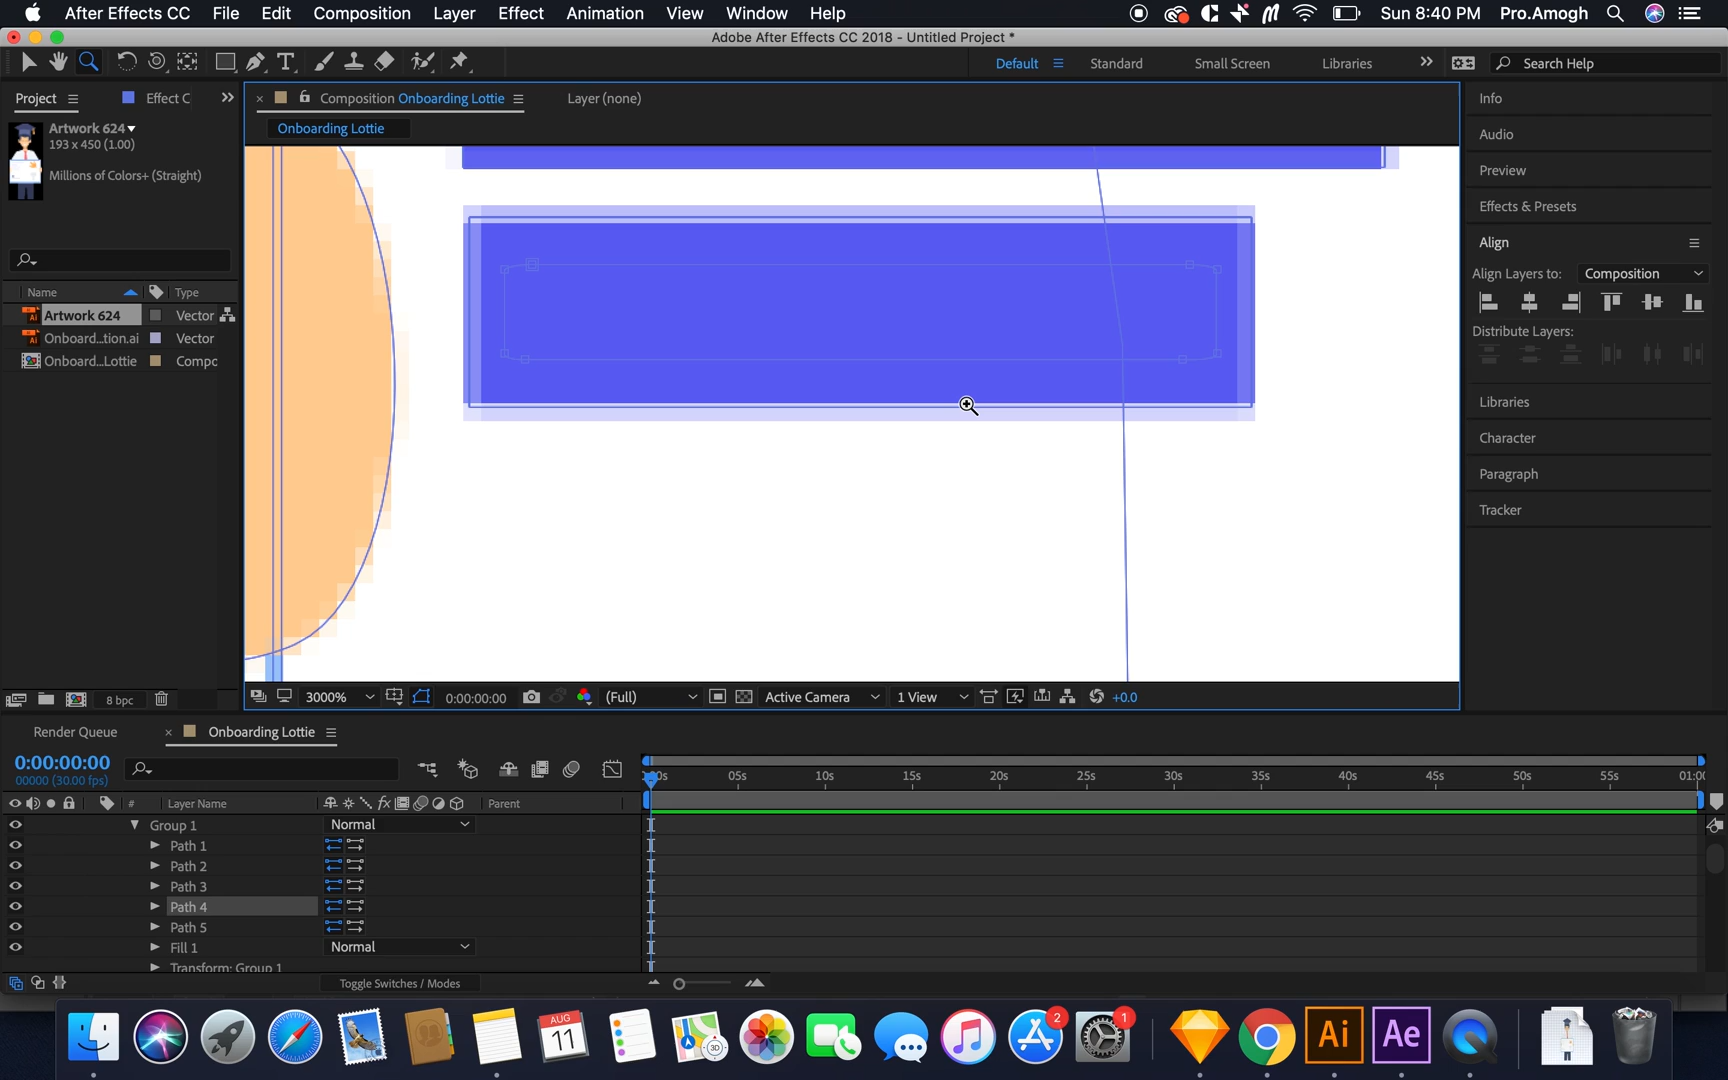 After Effects CC File Edit Composition Layer Effect Animation View Window Help Sun 8:40 PM Pro.Amogh
Adobe After Effects CC 2018 - Untitled Project *
Default Standard Small Screen Libraries Search Help
Project Effect C Composition Onboarding Lottie Layer (none) Info
Onboarding Lottie
Artwork 624
193 x 450 (1.00)
Millions of Colors+ (Straight)
Audio
Preview
Effects & Presets
Align
Align Layers to: Composition
Distribute Layers:
Name Type
Artwork 624 Vector
Onboard...tion.ai Vector
Onboard...Lottie Compo
Libraries
Character
Paragraph
Tracker
8 bpc 3000% 0:00:00:00 (Full) Active Camera 1 View +0.0
Render Queue Onboarding Lottie
0:00:00:00
00000 (30.00 fps)
05s 10s 15s 20s 25s 30s 35s 40s 45s 50s 55s
# Layer Name fx Parent
Group 1 Normal
Path 1
Path 2
Path 3
Path 4
Path 5
Fill 1 Normal
Transform: Group 1
Toggle Switches / Modes
AUG
11
3D
2
1
Ai
Ae